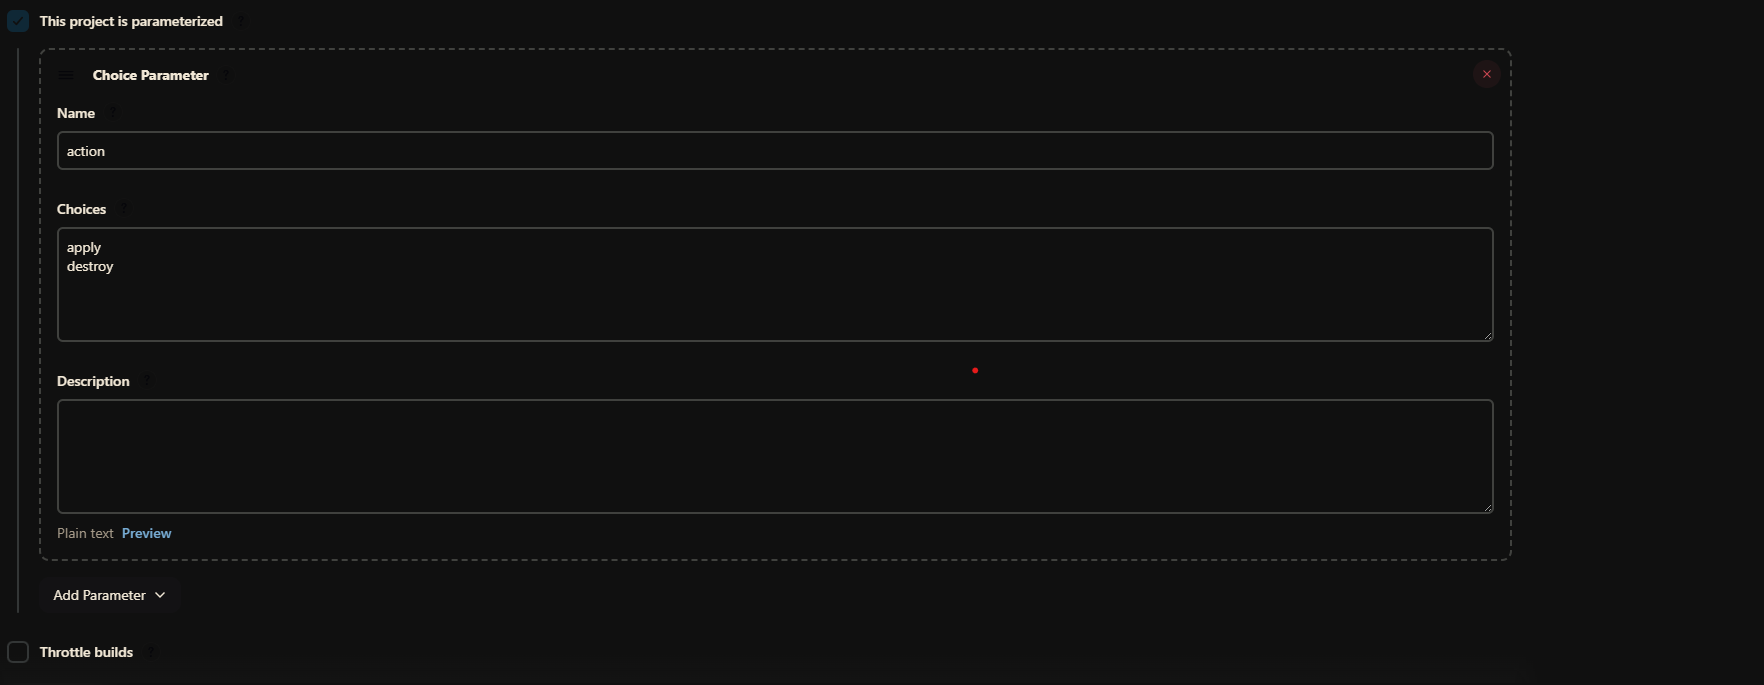 This project is parameterized ?
Choice Parameter ?
Name ?
action
Choices ?
apply
destroy
Description ?
Plain text Preview
Add Parameter
Throttle builds ?